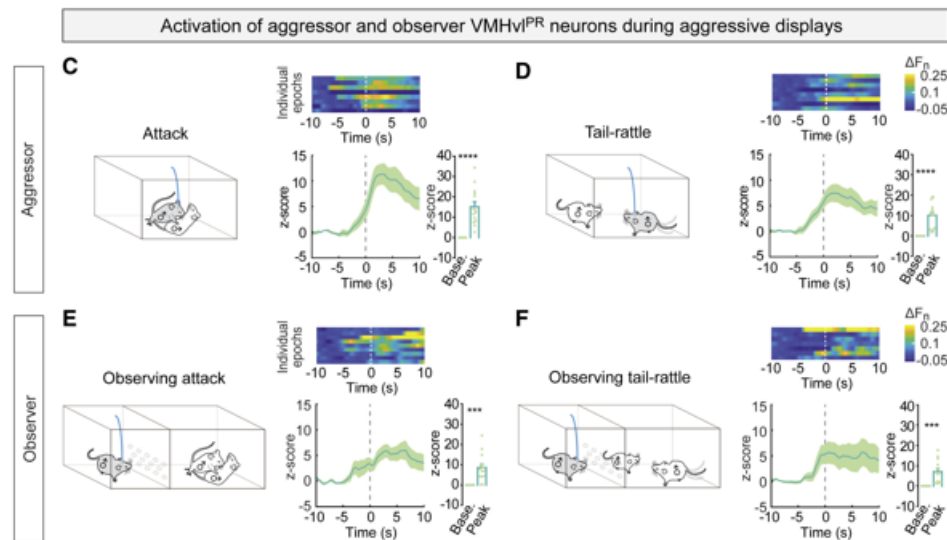 Activation of aggressor and observer VMHvl^PR neurons during aggressive displays
Aggressor
C
Attack
Individual epochs
-10 -5 0 5 10
Time (s)
z-score
15
10
5
0
-5
-10 -5 0 5 10
Time (s)
z-score
****
40
30
20
10
0
-10
Base.
Peak
D
Tail-rattle
ΔFn
0.25
0.1
-0.05
-10 -5 0 5 10
Time (s)
z-score
15
10
5
0
-5
-10 -5 0 5 10
Time (s)
z-score
****
40
30
20
10
0
-10
Base.
Peak
Observer
E
Observing attack
Individual epochs
-10 -5 0 5 10
Time (s)
z-score
15
10
5
0
-5
-10 -5 0 5 10
Time (s)
z-score
***
40
30
20
10
0
-10
Base.
Peak
F
Observing tail-rattle
ΔFn
0.25
0.1
-0.05
-10 -5 0 5 10
Time (s)
z-score
15
10
5
0
-5
-10 -5 0 5 10
Time (s)
z-score
***
40
30
20
10
0
-10
Base.
Peak